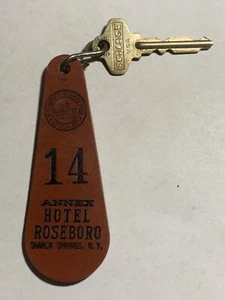 SCHLAGE
U.S.A.
14
ANNEX
HOTEL
ROSEBORO
SHARON SPRINGS, N.Y.